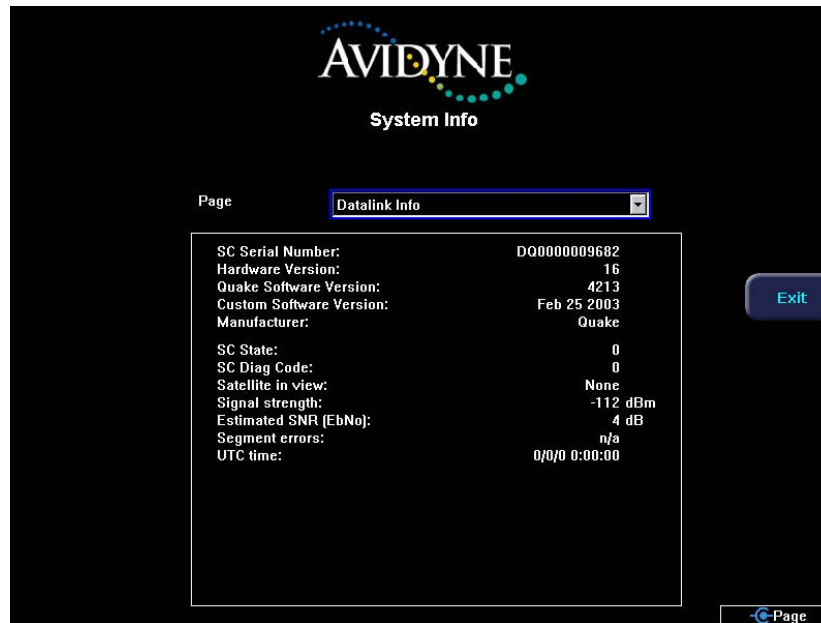 AVIDYNE
System Info
Page Datalink Info
SC Serial Number: DQ0000009682
Hardware Version: 16
Quake Software Version: 4213
Custom Software Version: Feb 25 2003
Manufacturer: Quake
SC State: 0
SC Diag Code: 0
Satellite in view: None
Signal strength: -112 dBm
Estimated SNR (EbNo): 4 dB
Segment errors: n/a
UTC time: 0/0/0 0:00:00
Exit
Page